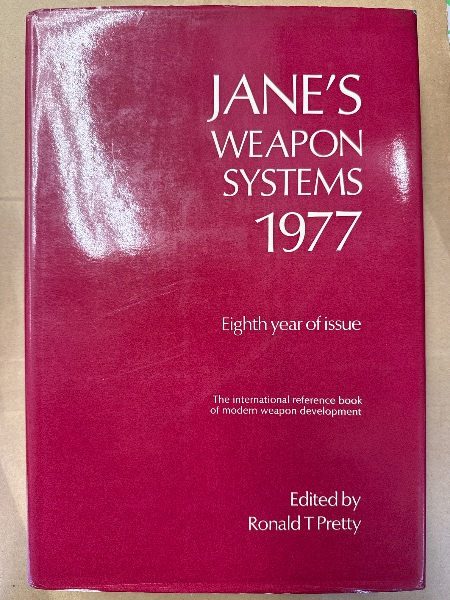 JANE'S
WEAPON
SYSTEMS
1977
Eighth year of issue
The international reference book
of modern weapon development
Edited by
Ronald T Pretty